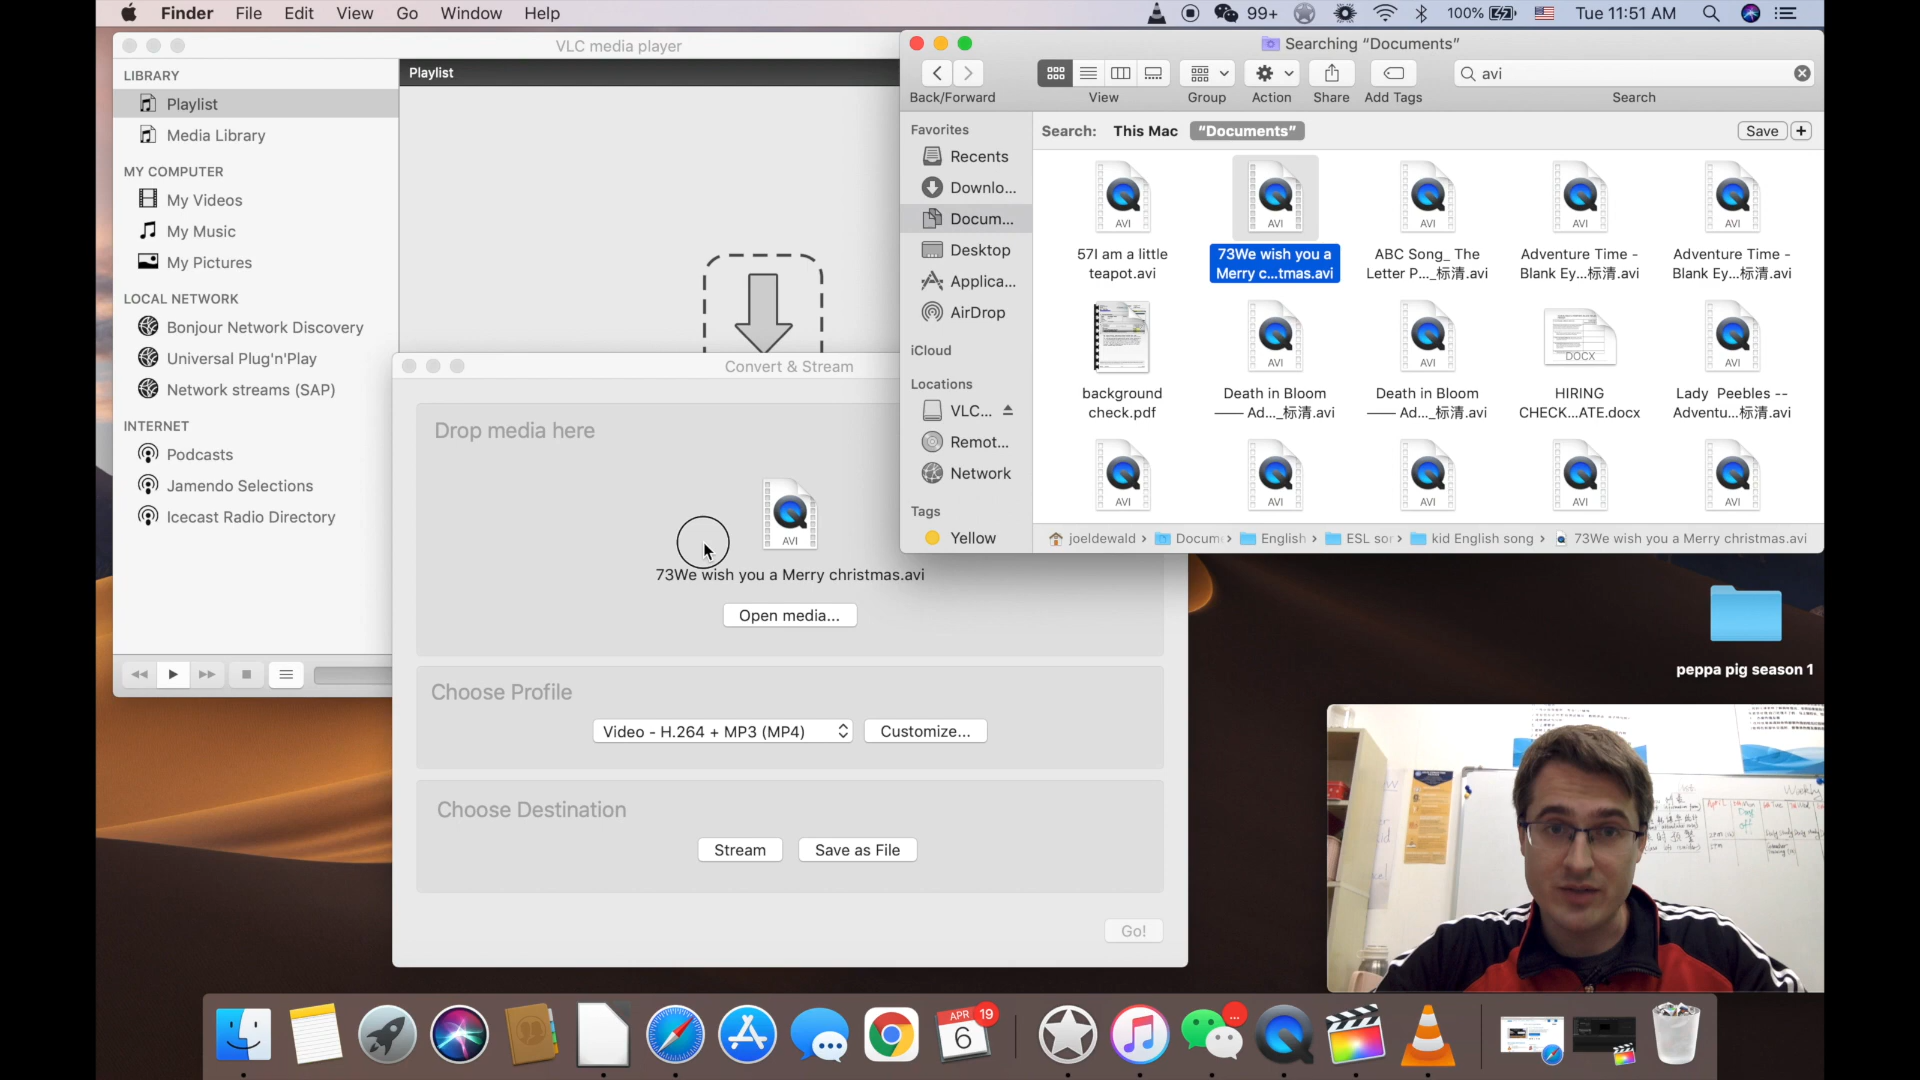 Finder File Edit View Go Window Help
99+ 100% Tue 11:51 AM
VLC media player
LIBRARY
Playlist
Media Library
MY COMPUTER
My Videos
My Music
My Pictures
LOCAL NETWORK
Bonjour Network Discovery
Universal Plug'n'Play
Network streams (SAP)
INTERNET
Podcasts
Jamendo Selections
Icecast Radio Directory
Playlist
Searching “Documents”
avi
Back/Forward View Group Action Share Add Tags Search
Favorites
Recents
Downlo...
Docum...
Desktop
Applica...
AirDrop
iCloud
Locations
VLC...
Remot...
Network
Tags
Yellow
Search: This Mac “Documents” Save +
AVI AVI AVI AVI AVI
57I am a little
teapot.avi
73We wish you a
Merry c...tmas.avi
ABC Song_ The
Letter P..._标清.avi
Adventure Time -
Blank Ey...标清.avi
Adventure Time -
Blank Ey...标清.avi
AVI AVI DOCX AVI
background
check.pdf
Death in Bloom
—— Ad..._标清.avi
Death in Bloom
—— Ad..._标清.avi
HIRING
CHECK...ATE.docx
Lady Peebles --
Adventu...标清.avi
AVI AVI AVI AVI AVI
joeldewald › Docum › English › ESL sor › kid English song › 73We wish you a Merry christmas.avi
Convert & Stream
Drop media here
AVI
73We wish you a Merry christmas.avi
Open media...
Choose Profile
Video - H.264 + MP3 (MP4) Customize...
Choose Destination
Stream Save as File
Go!
peppa pig season 1
APR 19
6